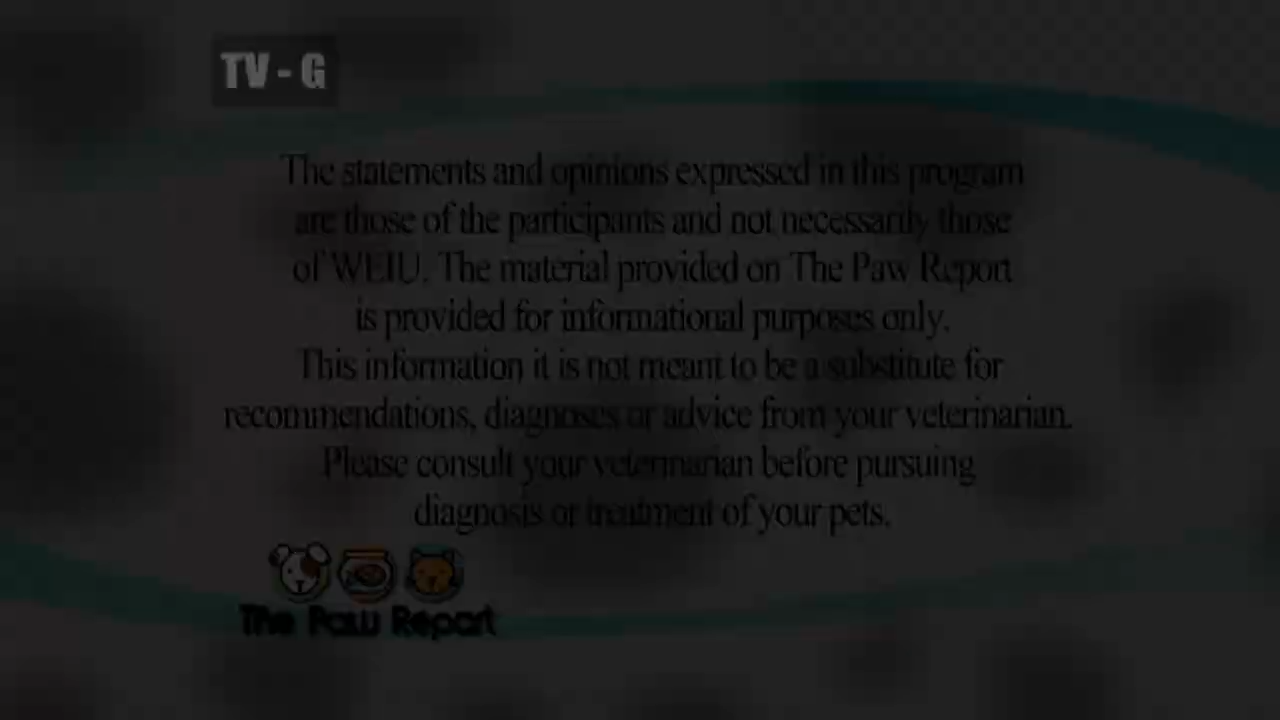 TV - G
The statements and opinions expressed in this program
are those of the participants and not necessarily those
of WEIU. The material provided on The Paw Report
is provided for informational purposes only.
This information it is not meant to be a substitute for
recommendations, diagnoses or advice from your veterinarian.
Please consult your veterinarian before pursuing
diagnosis or treatment of your pets.
The Paw Report